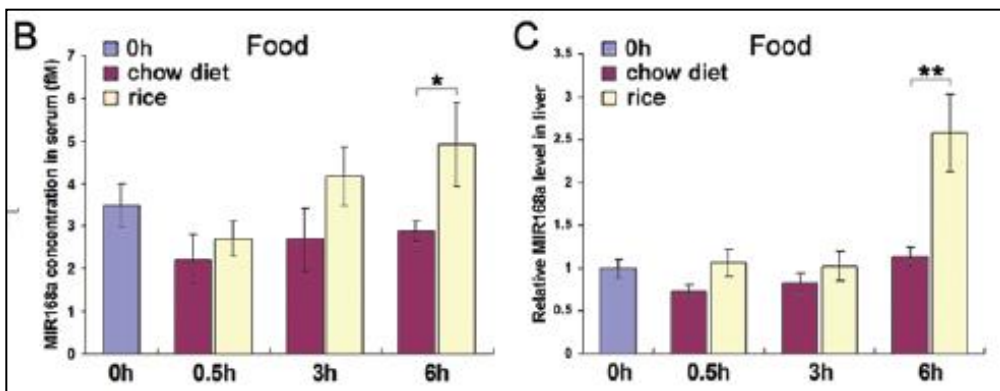 B
Food
0h
chow diet
rice
MIR168a concentration in serum (fM)
7
6
5
4
3
2
1
0
*
0h
0.5h
3h
6h
C
Food
0h
chow diet
rice
Relative MIR168a level in liver
3.5
3
2.5
2
1.5
1
0.5
0
**
0h
0.5h
3h
6h